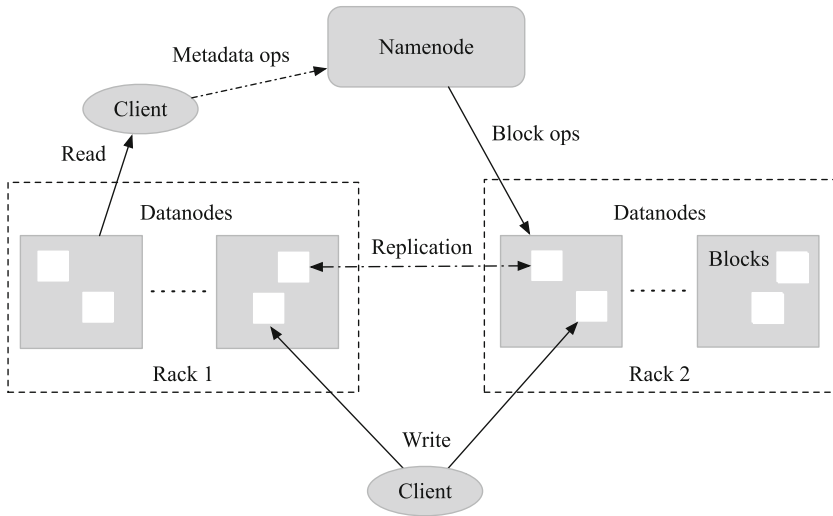 Namenode
Metadata ops
Client
Block ops
Read
Datanodes
Datanodes
Replication
Blocks
Rack 1
Rack 2
Write
Client